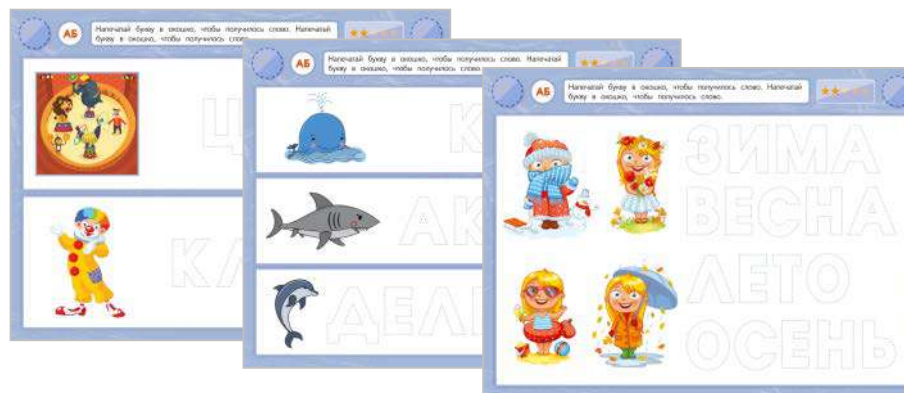 АБ
Напечатай букву в окошко, чтобы получилось слово. Напечатай
букву в окошко, чтобы получилось слово.
Ц
КЛ
АБ
Напечатай букву в окошко, чтобы получилось слово. Напечатай
букву в окошко, чтобы получилось слово.
К
АК
ДЕЛЬ
АБ
Напечатай букву в окошко, чтобы получилось слово. Напечатай
букву в окошко, чтобы получилось слово.
ЗИМА
ВЕСНА
ЛЕТО
ОСЕНЬ